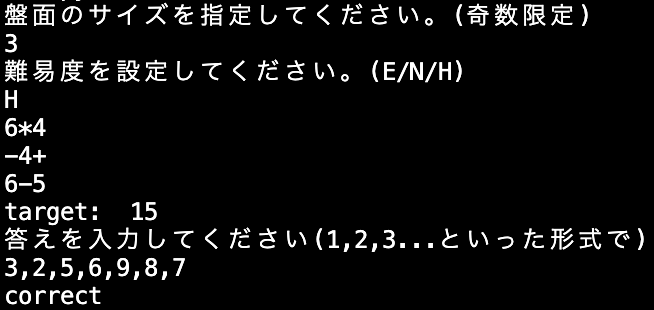 盤面のサイズを指定してください。(奇数限定)
3
難易度を設定してください。(E/N/H)
H
6*4
-4+
6-5
target:  15
答えを入力してください(1,2,3...といった形式で)
3,2,5,6,9,8,7
correct